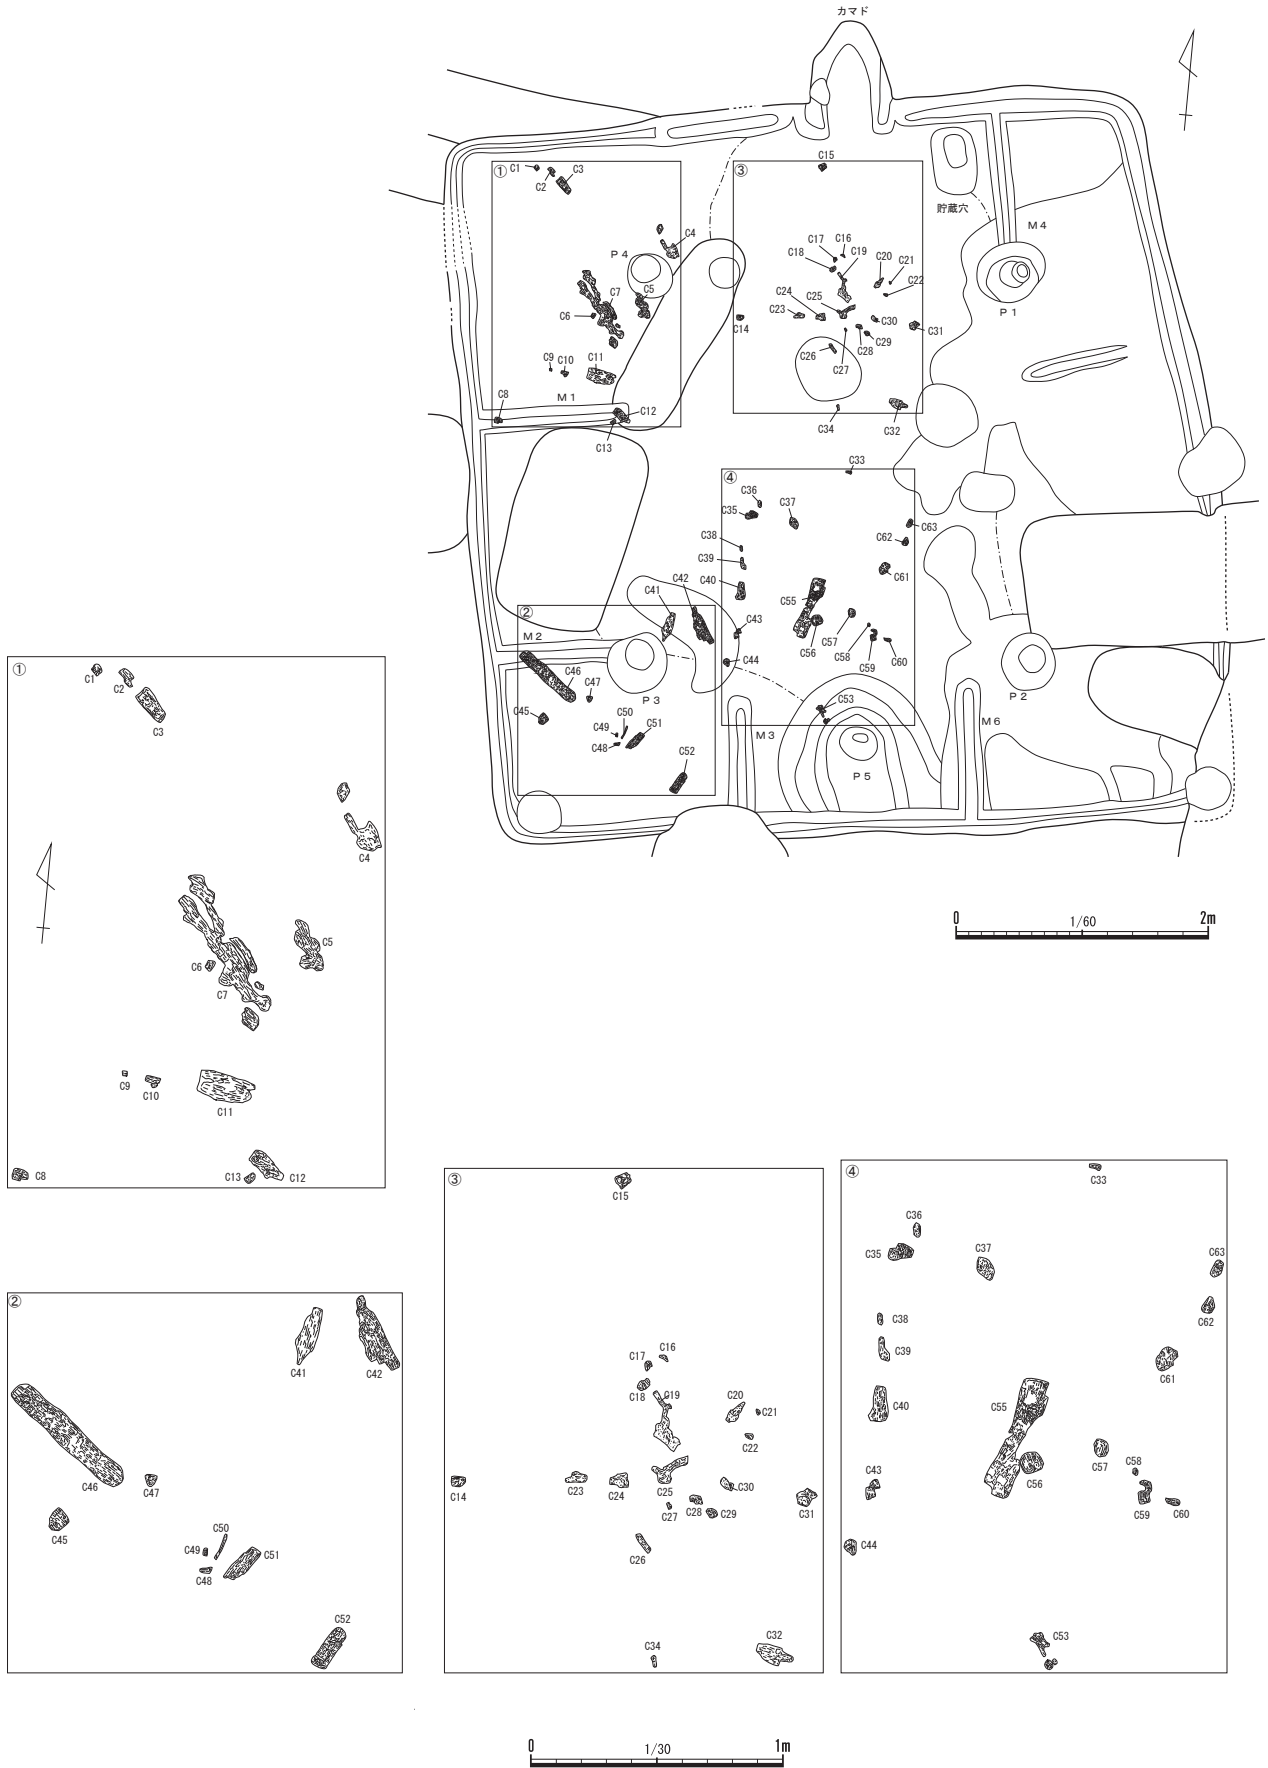 カマド
C1
C2
C3
①
C15
③
貯蔵穴
M4
C4
P4
C17
C16
C18
C19
C20
C21
C22
P1
C7
C5
C6
C24
C25
C23
C14
C30
C31
C29
C28
C26
C27
C9
C10
C11
M1
C8
C12
C13
C34
C32
C33
④
C36
C35
C37
C63
C62
C38
C39
C40
C61
C41
C42
C55
②
M2
C43
C57
C56
C58
C59
C60
C44
C46
C47
P3
P2
C45
C50
C49
C48
C51
C53
M3
M6
P5
C52
0 1/60 2m
①
C1
C2
C3
C4
C5
C6
C7
C9
C10
C11
C8
C13
C12
②
C41
C42
C46
C47
C45
C50
C49
C51
C48
C52
③
C15
C16
C17
C18
C19
C20
C21
C22
C14
C23
C24
C25
C30
C27
C28
C29
C31
C26
C34
C32
④
C33
C36
C35
C37
C63
C62
C38
C39
C61
C40
C55
C57
C58
C43
C56
C59
C60
C44
C53
0 1/30 1m